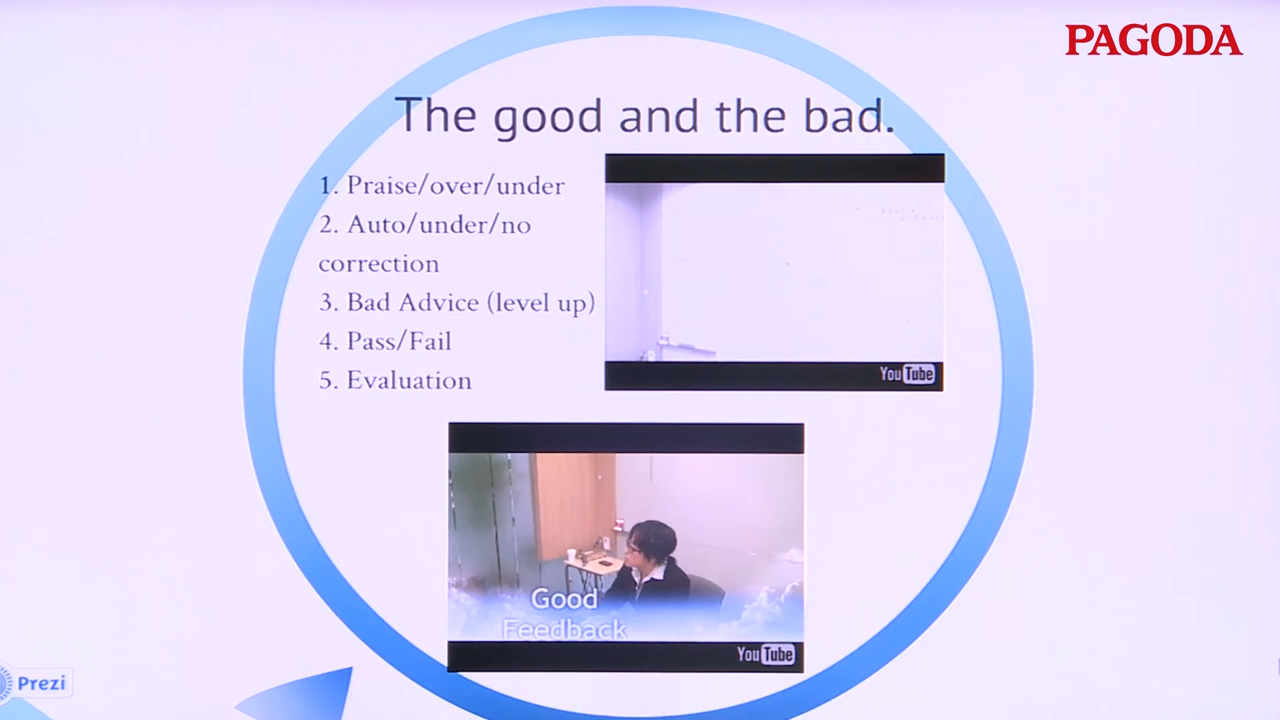 PAGODA
The good and the bad.
1. Praise/over/under
2. Auto/under/no
correction
3. Bad Advice (level up)
4. Pass/Fail
5. Evaluation
YouTube
Good
Feedback
YouTube
Prezi